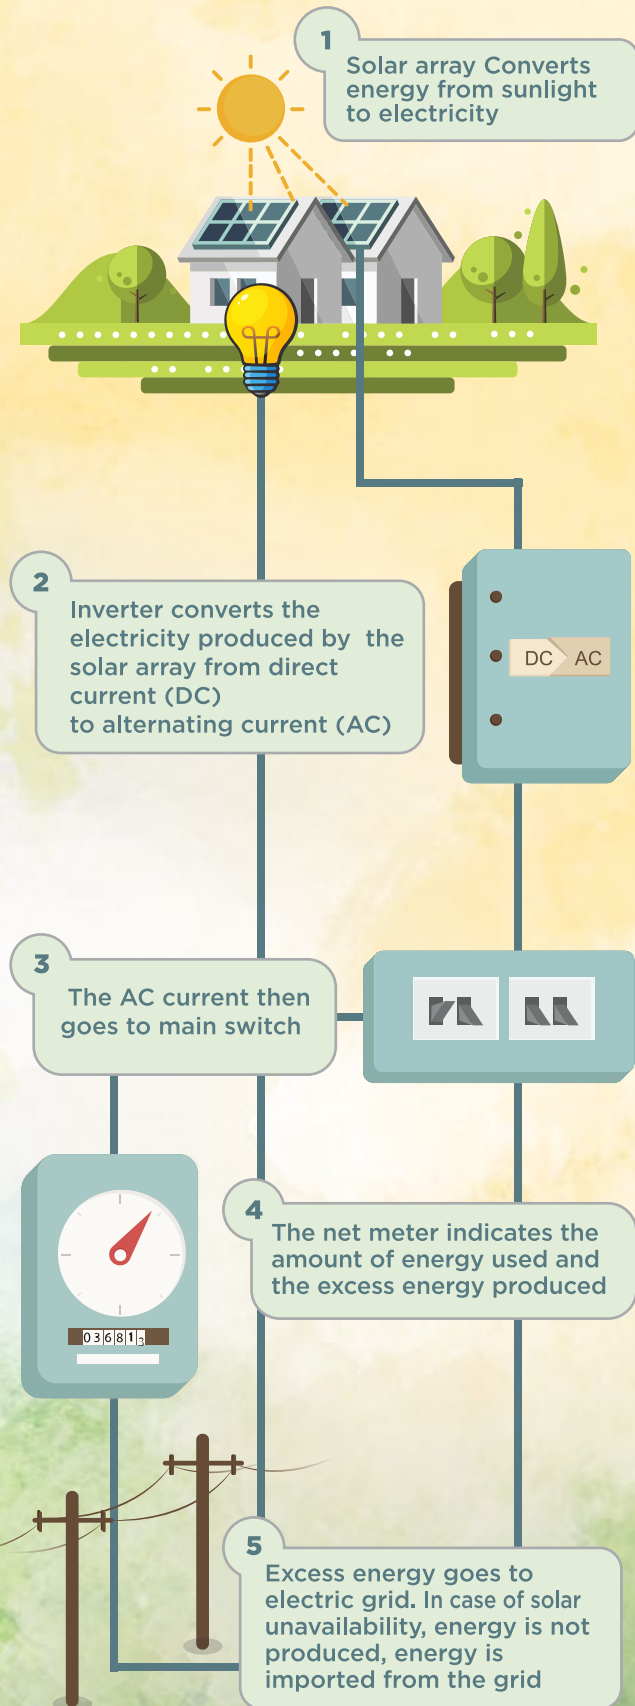 1
Solar array Converts
energy from sunlight
to electricity
2
Inverter converts the
electricity produced by the
solar array from direct
current (DC)
to alternating current (AC)
DC AC
3
The AC current then
goes to main switch
4
The net meter indicates the
amount of energy used and
the excess energy produced
036813
5
Excess energy goes to
electric grid. In case of solar
unavailability, energy is not
produced, energy is
imported from the grid